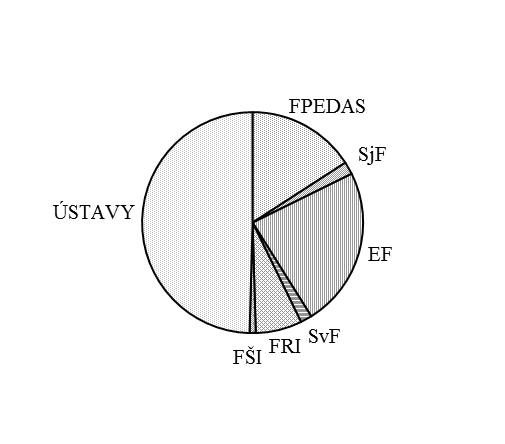 FPEDAS
SjF
ÚSTAVY
EF
SvF
FRI
FŠI